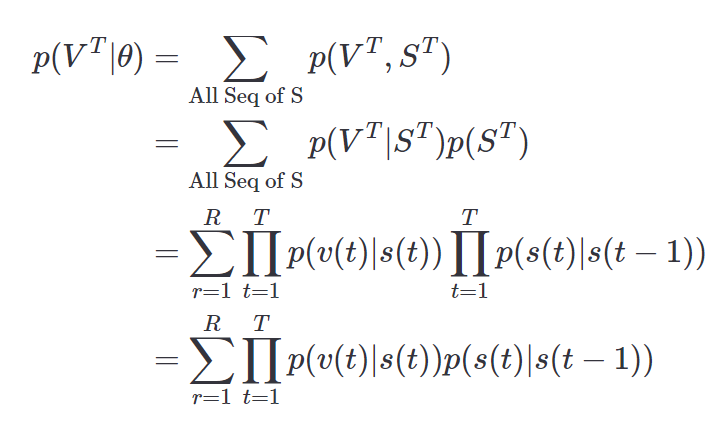 p(V^T|θ) = ∑_{All Seq of S} p(V^T, S^T)
= ∑_{All Seq of S} p(V^T|S^T)p(S^T)
= ∑_{r=1}^{R} ∏_{t=1}^{T} p(v(t)|s(t)) ∏_{t=1}^{T} p(s(t)|s(t − 1))
= ∑_{r=1}^{R} ∏_{t=1}^{T} p(v(t)|s(t))p(s(t)|s(t − 1))